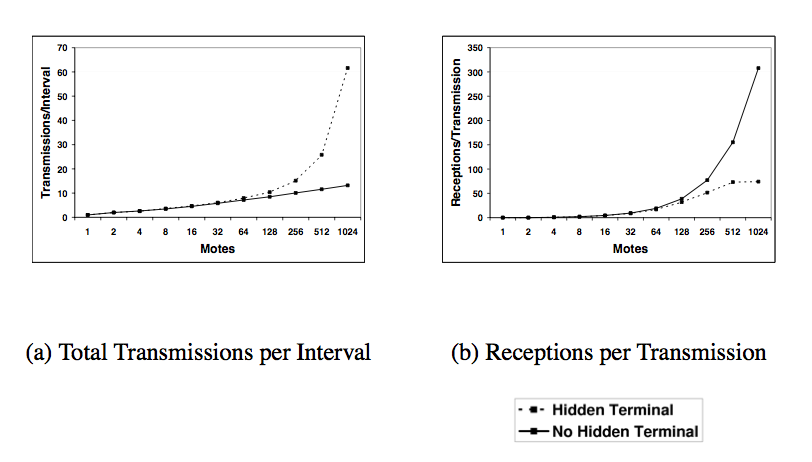 70
60
50
40
30
20
10
0
Transmissions/Interval
1 2 4 8 16 32 64 128 256 512 1024
Motes
(a) Total Transmissions per Interval
350
300
250
200
150
100
50
0
Receptions/Transmission
1 2 4 8 16 32 64 128 256 512 1024
Motes
(b) Receptions per Transmission
Hidden Terminal
No Hidden Terminal